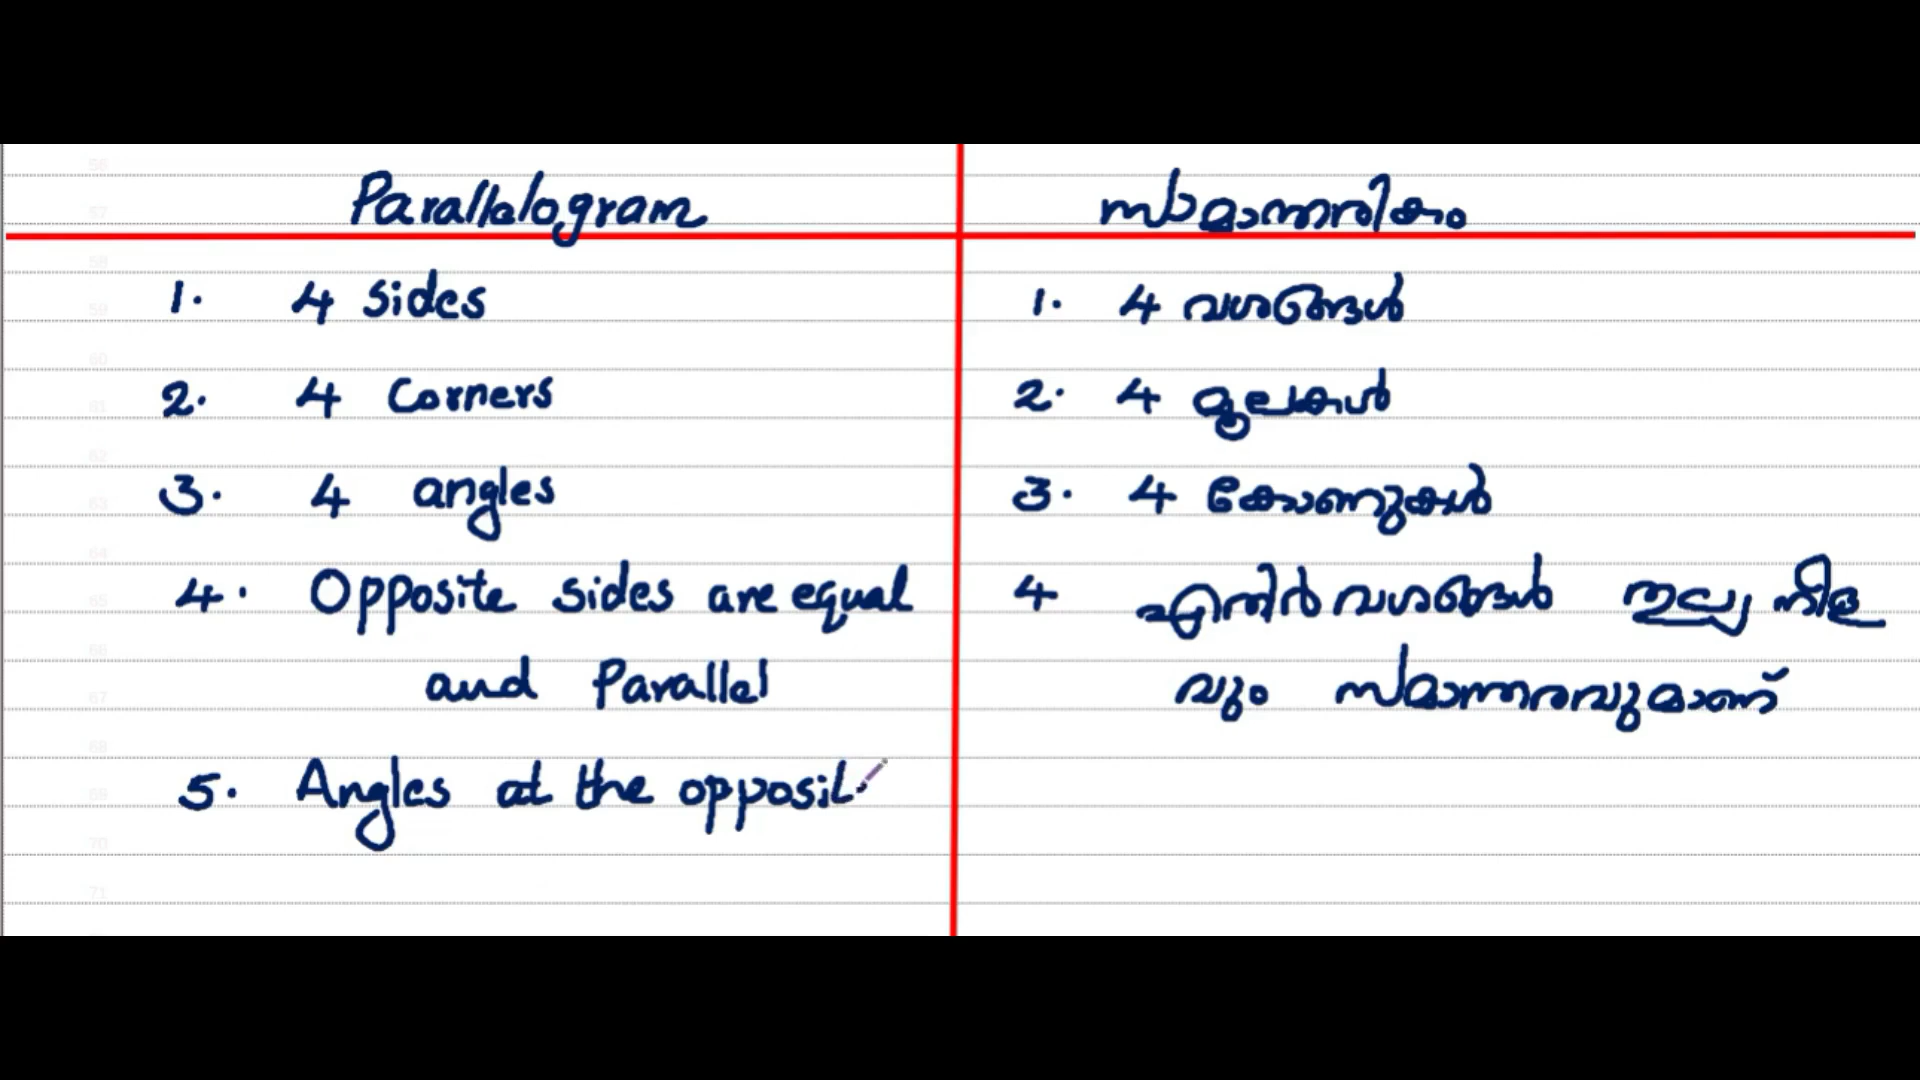 Parallelogram
സാമാന്തരികം
1. 4 sides
1. 4 വശങ്ങൾ
2. 4 Corners
2. 4 മൂലകൾ
3. 4 angles
3. 4 കോണുകൾ
4. Opposite sides are equal
4 എതിർവശങ്ങൾ തുല്യ നീള
and Parallel
വും സമാന്തരവുമാണ്
5. Angles at the opposit